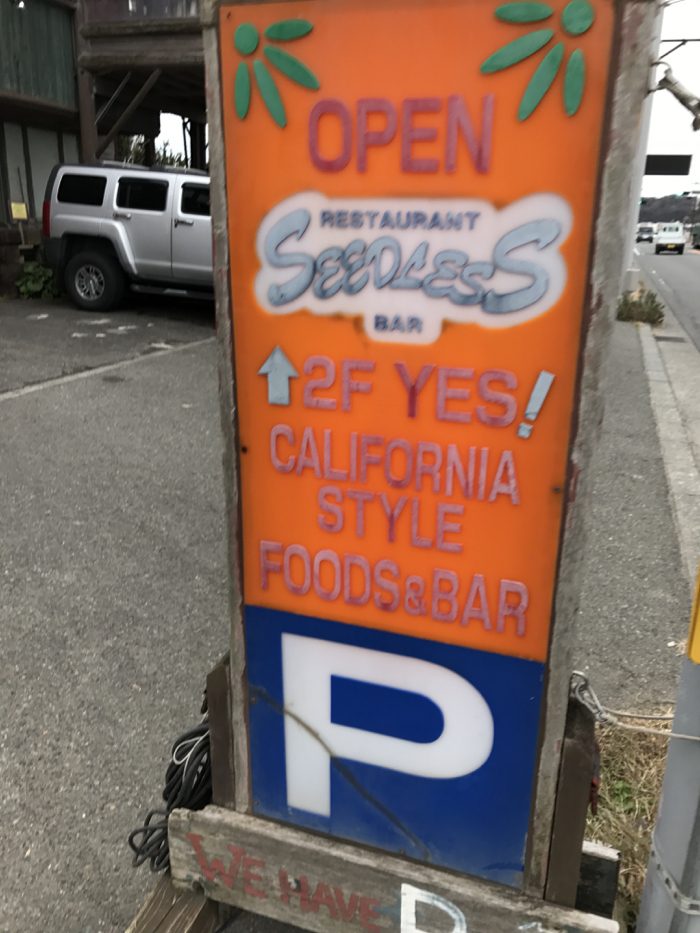 OPEN
RESTAURANT
SEEDLESS
BAR
↑2F YES!
CALIFORNIA
STYLE
FOODS&BAR
P
WE HAVE P